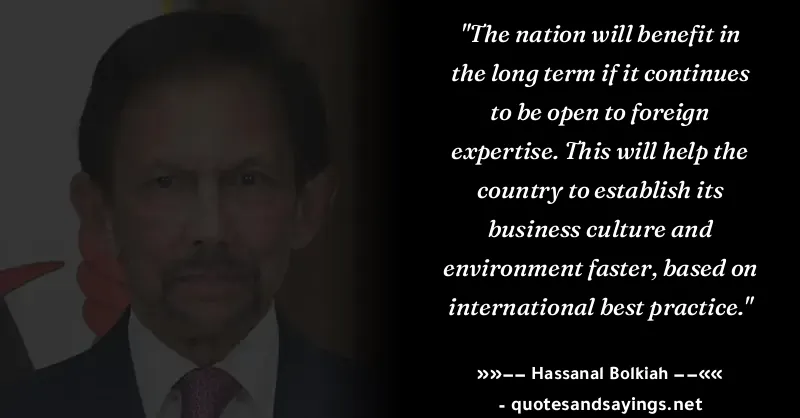 "The nation will benefit in
the long term if it continues
to be open to foreign
expertise. This will help the
country to establish its
business culture and
environment faster, based on
international best practice."
»»–– Hassanal Bolkiah ––««
- quotesandsayings.net